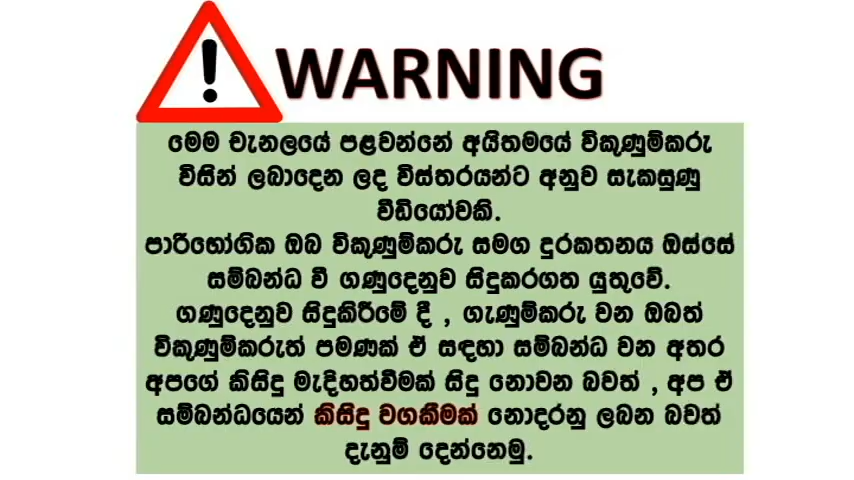 WARNING
මෙම චැනලයේ පළවන්නේ අයිතමයේ විකුණුම්කරු
විසින් ලබාදෙන ලද විස්තරයන්ට අනුව සැකසුණු
වීඩියෝවකි.
පාරිභෝගික ඔබ විකුණුම්කරු සමග දුරකතනය ඔස්සේ
සම්බන්ධ වී ගණුදෙනුව සිදුකරගත යුතුවේ.
ගණුදෙනුව සිදුකිරීමේ දී , ගැණුම්කරු වන ඔබත්
විකුණුම්කරුත් පමණක් ඒ සඳහා සම්බන්ධ වන අතර
අපගේ කිසිදු මැදිහත්වීමක් සිදු නොවන බවත් , අප ඒ
සම්බන්ධයෙන් කිසිදු වගකීමක් නොදරනු ලබන බවත්
දැනුම් දෙන්නෙමු.